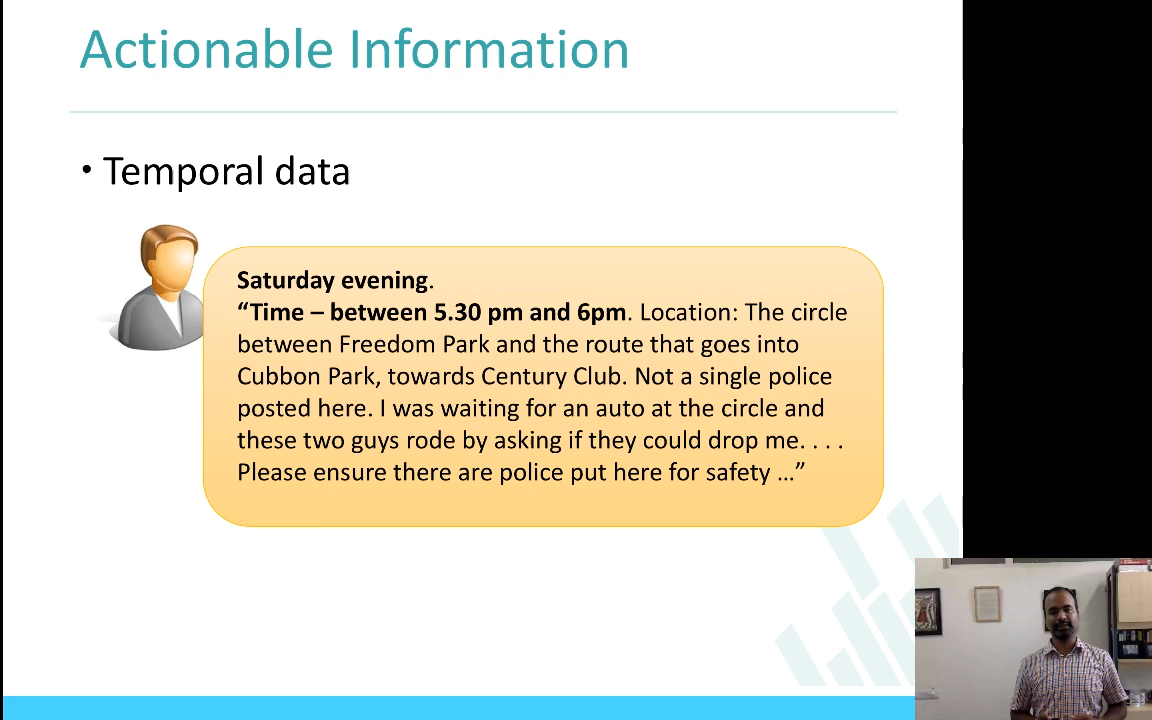 Actionable Information
• Temporal data
Saturday evening.
“Time – between 5.30 pm and 6pm. Location: The circle
between Freedom Park and the route that goes into
Cubbon Park, towards Century Club. Not a single police
posted here. I was waiting for an auto at the circle and
these two guys rode by asking if they could drop me. . . .
Please ensure there are police put here for safety …”